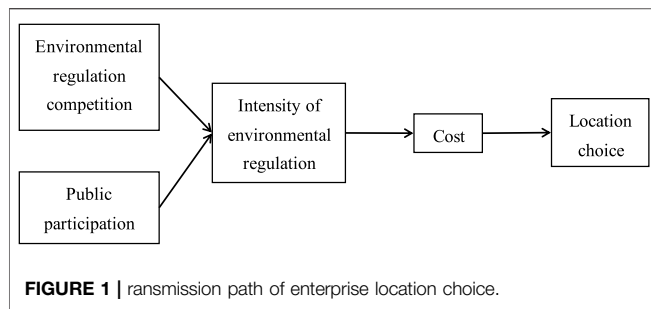 Environmental
regulation
competition
Public
participation
Intensity of
environmental
regulation
Cost
Location
choice
FIGURE 1 | ransmission path of enterprise location choice.